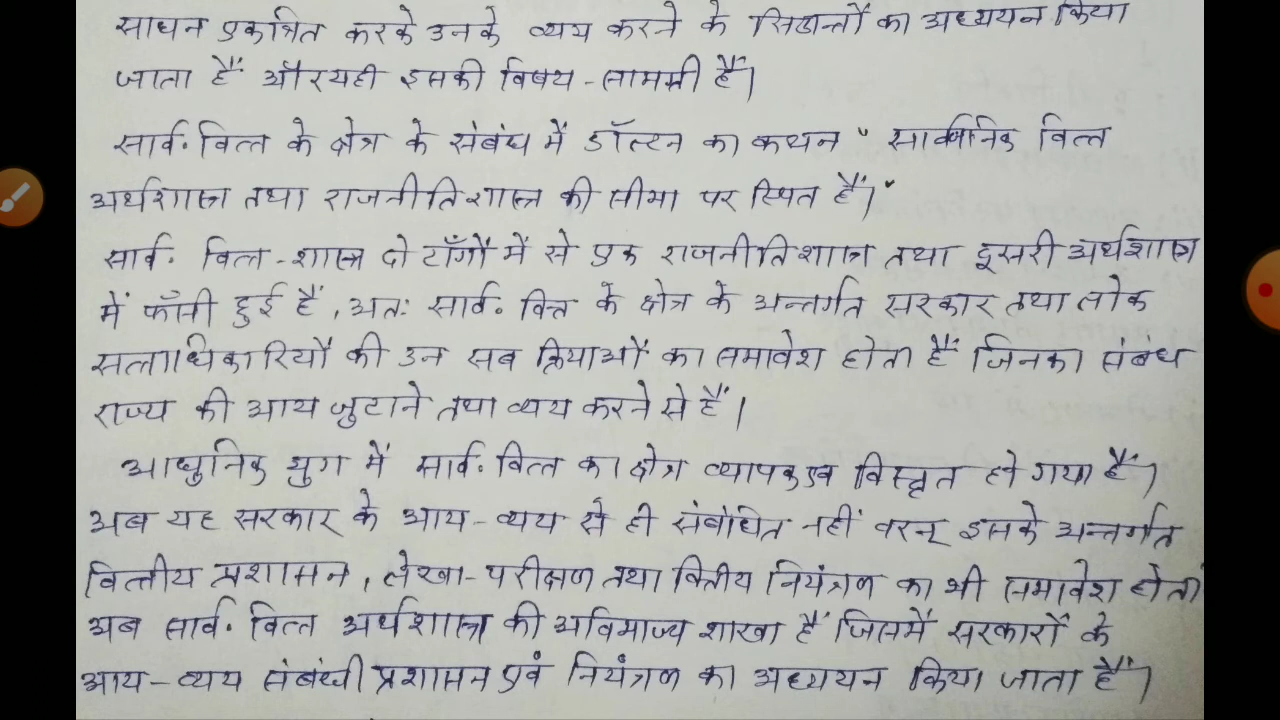 साधन एकत्रित करके उनके व्यय करने के सिद्धान्तों का अध्ययन किया
जाता हैं और यही इसकी विषय-सामग्री हैं।
सार्व. वित्त के क्षेत्र के संबंध में डॉल्टन का कथन " सार्वजनिक वित्त
अर्थशास्त्र तथा राजनीतिशास्त्र की सीमा पर स्थित हैं।"
सार्व. वित्त-शास्त्र दो टाँगों में से एक राजनीतिशास्त्र तथा दूसरी अर्थशास्त्र
में फँसी हुई हैं, अतः सार्व. वित्त के क्षेत्र के अन्तर्गत सरकार तथा लोक
सत्ताधिकारियों की उन सब क्रियाओं का समावेश होता हैं जिनका संबंध
राज्य की आय जुटाने तथा व्यय करने से हैं।
आधुनिक युग में सार्व. वित्त का क्षेत्र व्यापक एव विस्तृत हो गया हैं।
अब यह सरकार के आय-व्यय से ही संबंधित नहीं वरन् इसके अन्तर्गत
वित्तीय प्रशासन, लेखा-परीक्षण तथा वित्तीय नियंत्रण का भी समावेश होता
अब सार्व. वित्त अर्थशास्त्र की अविभाज्य शाखा हैं जिसमें सरकारों के
आय-व्यय संबंधी प्रशासन एवं नियंत्रण का अध्ययन किया जाता हैं।